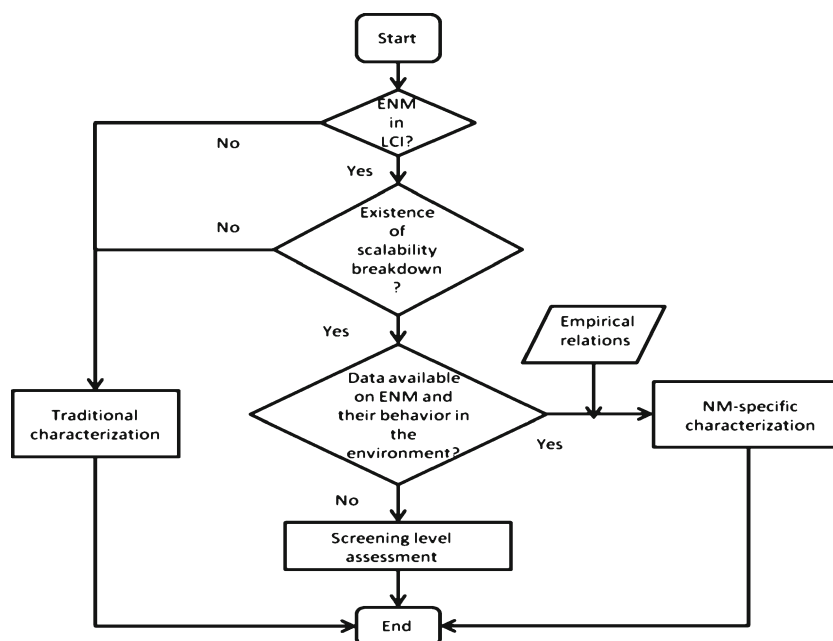 Start
ENM
in
LCI?
No
Yes
Existence
of
scalability
breakdown
?
No
Yes
Empirical
relations
Data available
on ENM and
their behavior in
the
environment?
Yes
NM-specific
characterization
Traditional
characterization
No
Screening level
assessment
End